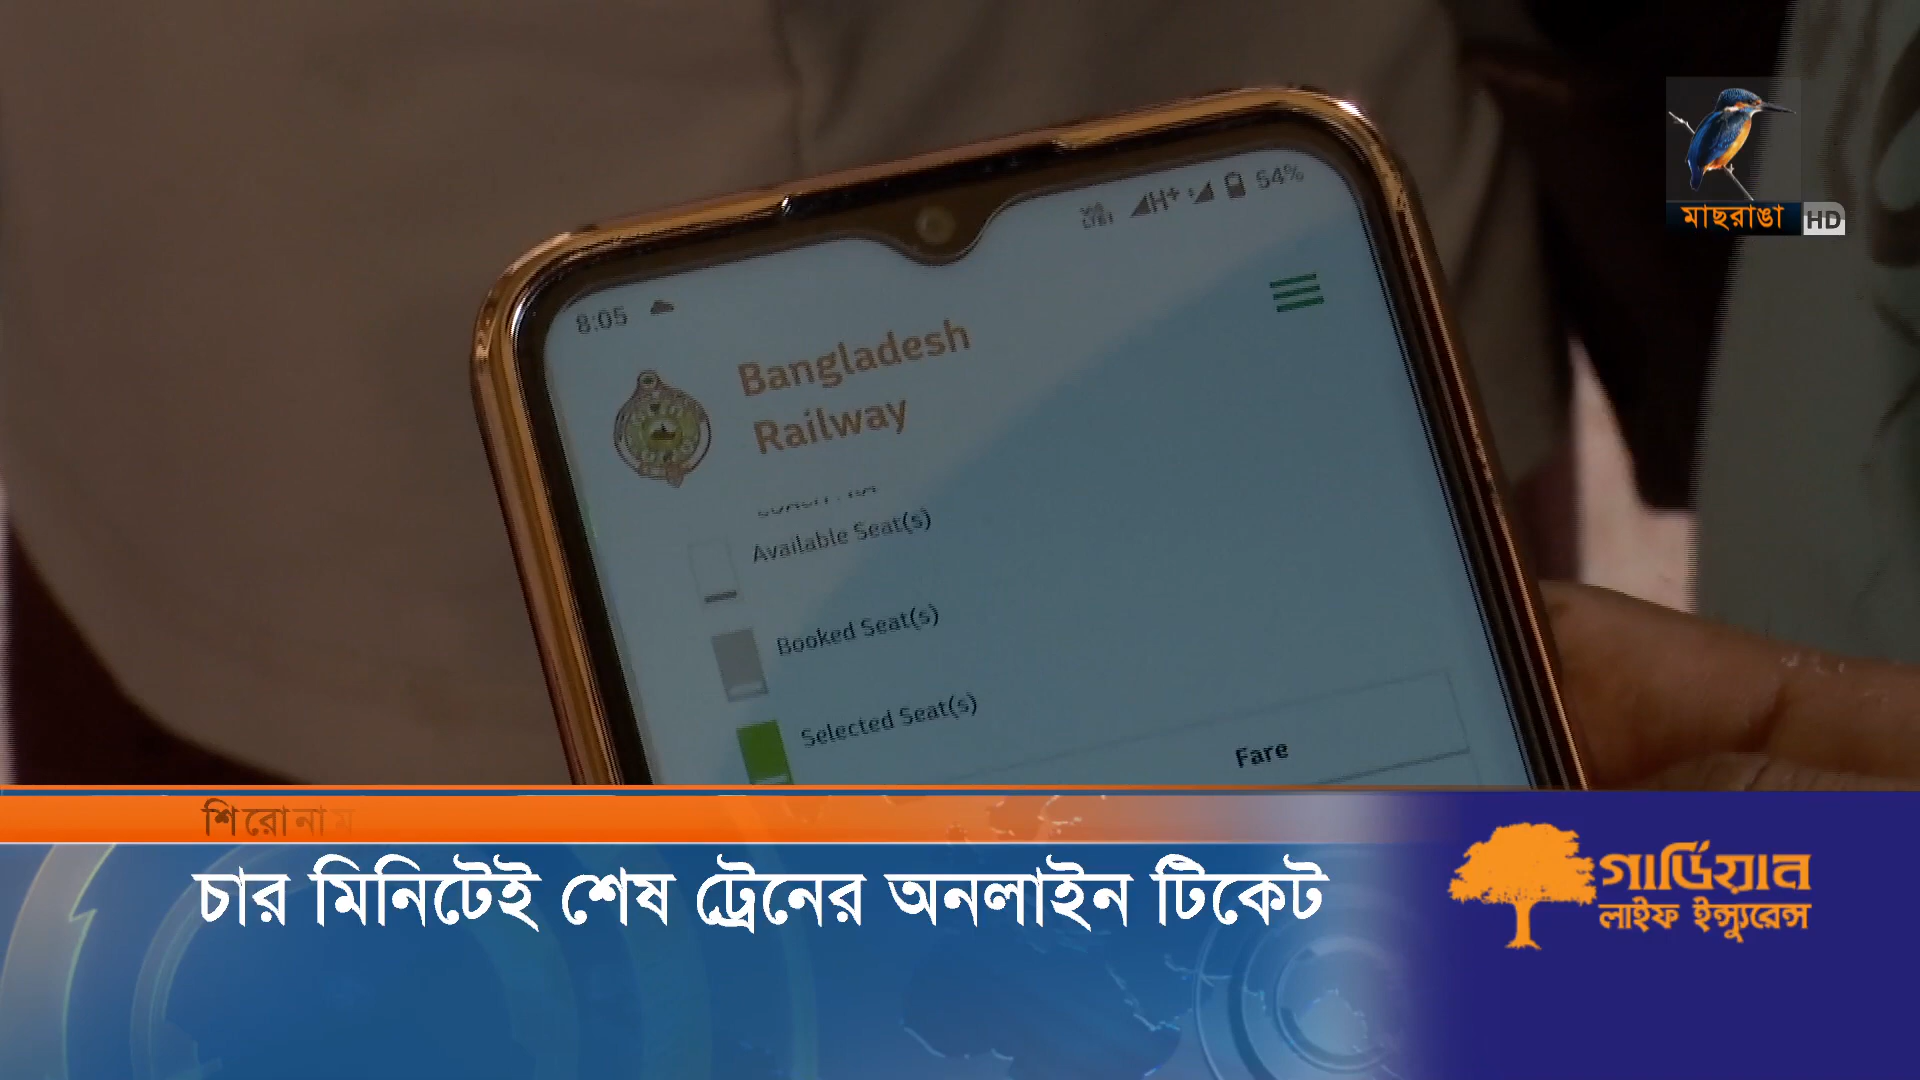 মাছরাঙা HD
54%
8:05
Bangladesh
Railway
Available Seat(s)
Booked Seat(s)
Selected Seat(s)
Fare
শিরোনাম
চার মিনিটেই শেষ ট্রেনের অনলাইন টিকেট
গার্ডিয়ান
লাইফ ইন্স্যুরেন্স